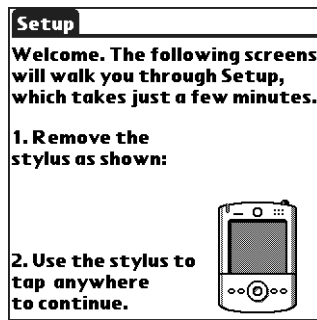 Setup
Welcome. The following screens
will walk you through Setup,
which takes just a few minutes.
1. Remove the
stylus as shown:
2. Use the stylus to
tap anywhere
to continue.